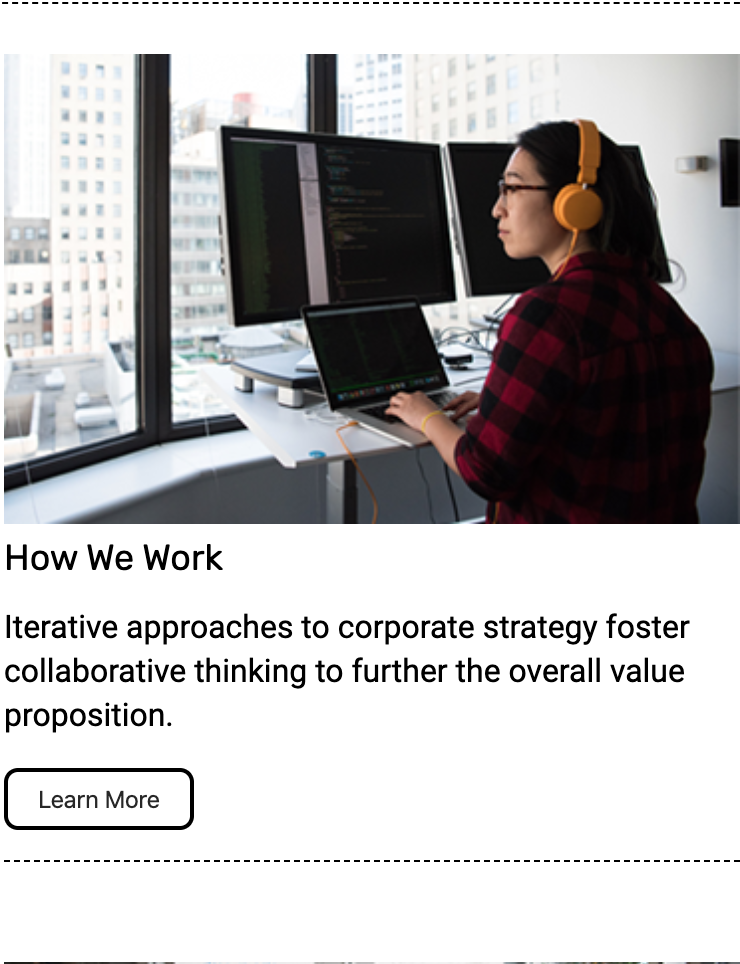 How We Work
Iterative approaches to corporate strategy foster
collaborative thinking to further the overall value
proposition.
Learn More